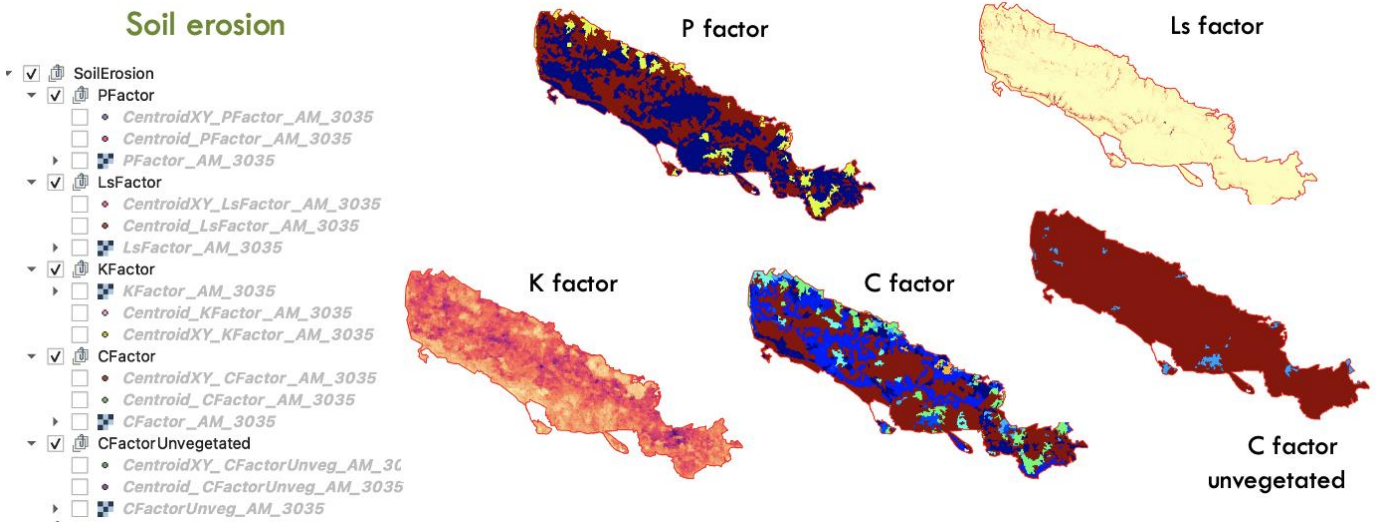 Soil erosion
SoilErosion
PFactor
CentroidXY_PFactor_AM_3035
Centroid_PFactor_AM_3035
PFactor_AM_3035
LsFactor
CentroidXY_LsFactor_AM_3035
Centroid_LsFactor_AM_3035
LsFactor_AM_3035
KFactor
KFactor_AM_3035
Centroid_KFactor_AM_3035
CentroidXY_KFactor_AM_3035
CFactor
CentroidXY_CFactor_AM_3035
Centroid_CFactor_AM_3035
CFactor_AM_3035
CFactorUnvegetated
CentroidXY_CFactorUnveg_AM_30
Centroid_CFactorUnveg_AM_3035
CFactorUnveg_AM_3035
P factor
Ls factor
K factor
C factor
C factor
unvegetated